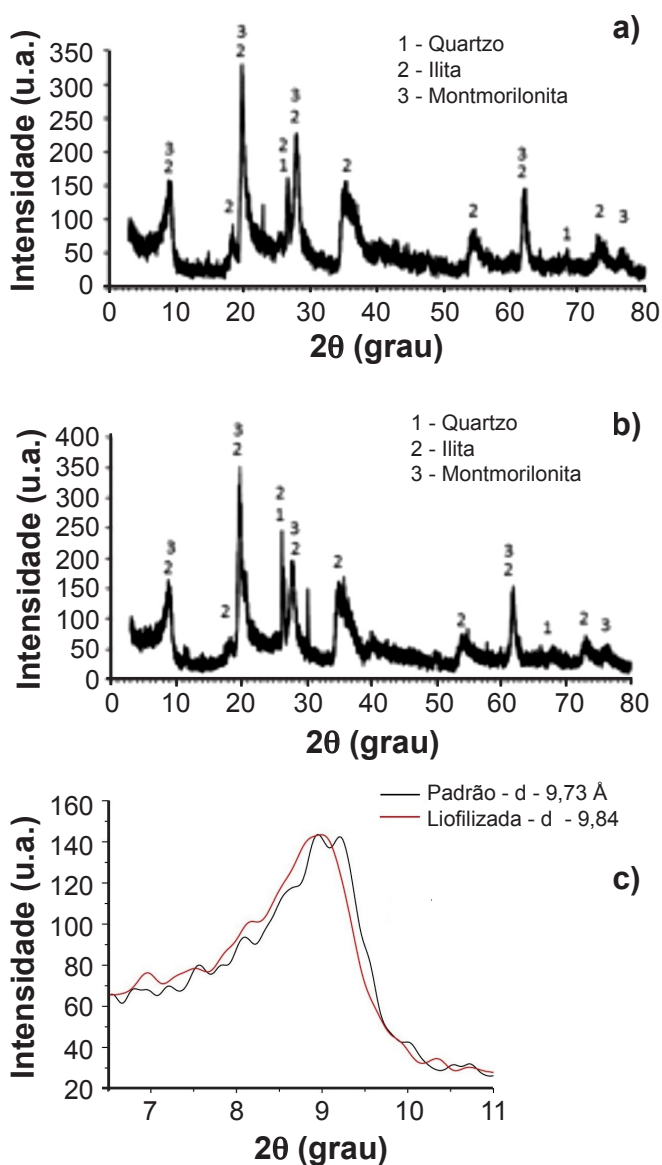 a)
1 - Quartzo
2 - Ilita
3 - Montmorilonita
Intensidade (u.a.)
350
300
250
200
150
100
50
0
3
2
2
3
2
2
1
3
2
2
2
3
2
1
2
3
0 10 20 30 40 50 60 70 80
2θ (grau)
b)
1 - Quartzo
2 - Ilita
3 - Montmorilonita
Intensidade (u.a.)
400
350
300
250
200
150
100
50
0
3
2
2
3
2
2
1
3
2
2
2
3
2
1
2
3
0 10 20 30 40 50 60 70 80
2θ (grau)
Padrão - d - 9,73 Å
Liofilizada - d - 9,84
c)
Intensidade (u.a.)
160
140
120
100
80
60
40
20
7 8 9 10 11
2θ (grau)